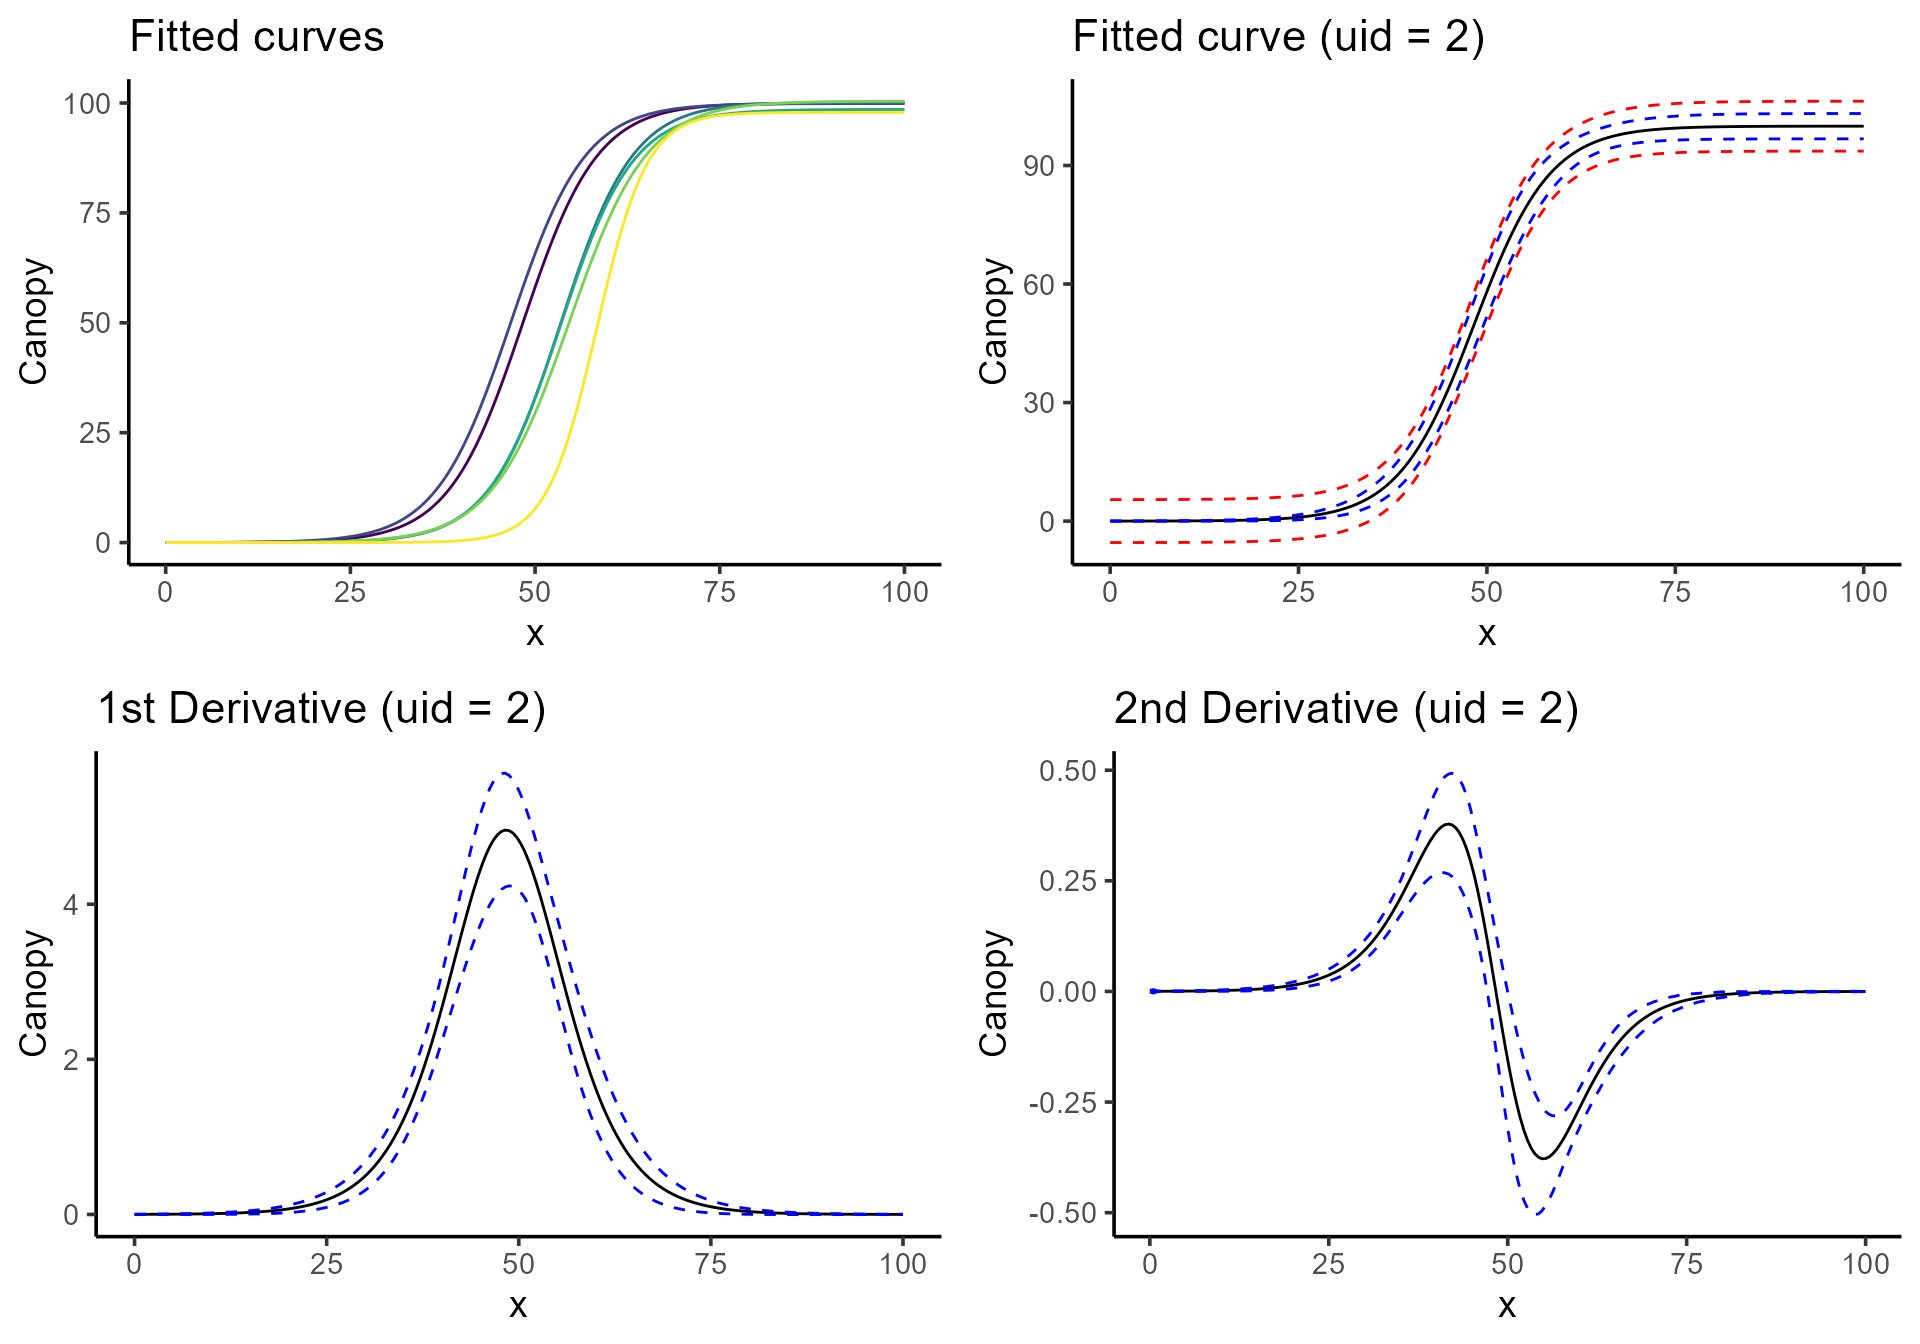 Fitted curves
Canopy
100
75
50
25
0
0 25 50 75 100
x
Fitted curve (uid = 2)
Canopy
90
60
30
0
0 25 50 75 100
x
1st Derivative (uid = 2)
Canopy
4
2
0
0 25 50 75 100
x
2nd Derivative (uid = 2)
Canopy
0.50
0.25
0.00
-0.25
-0.50
0 25 50 75 100
x